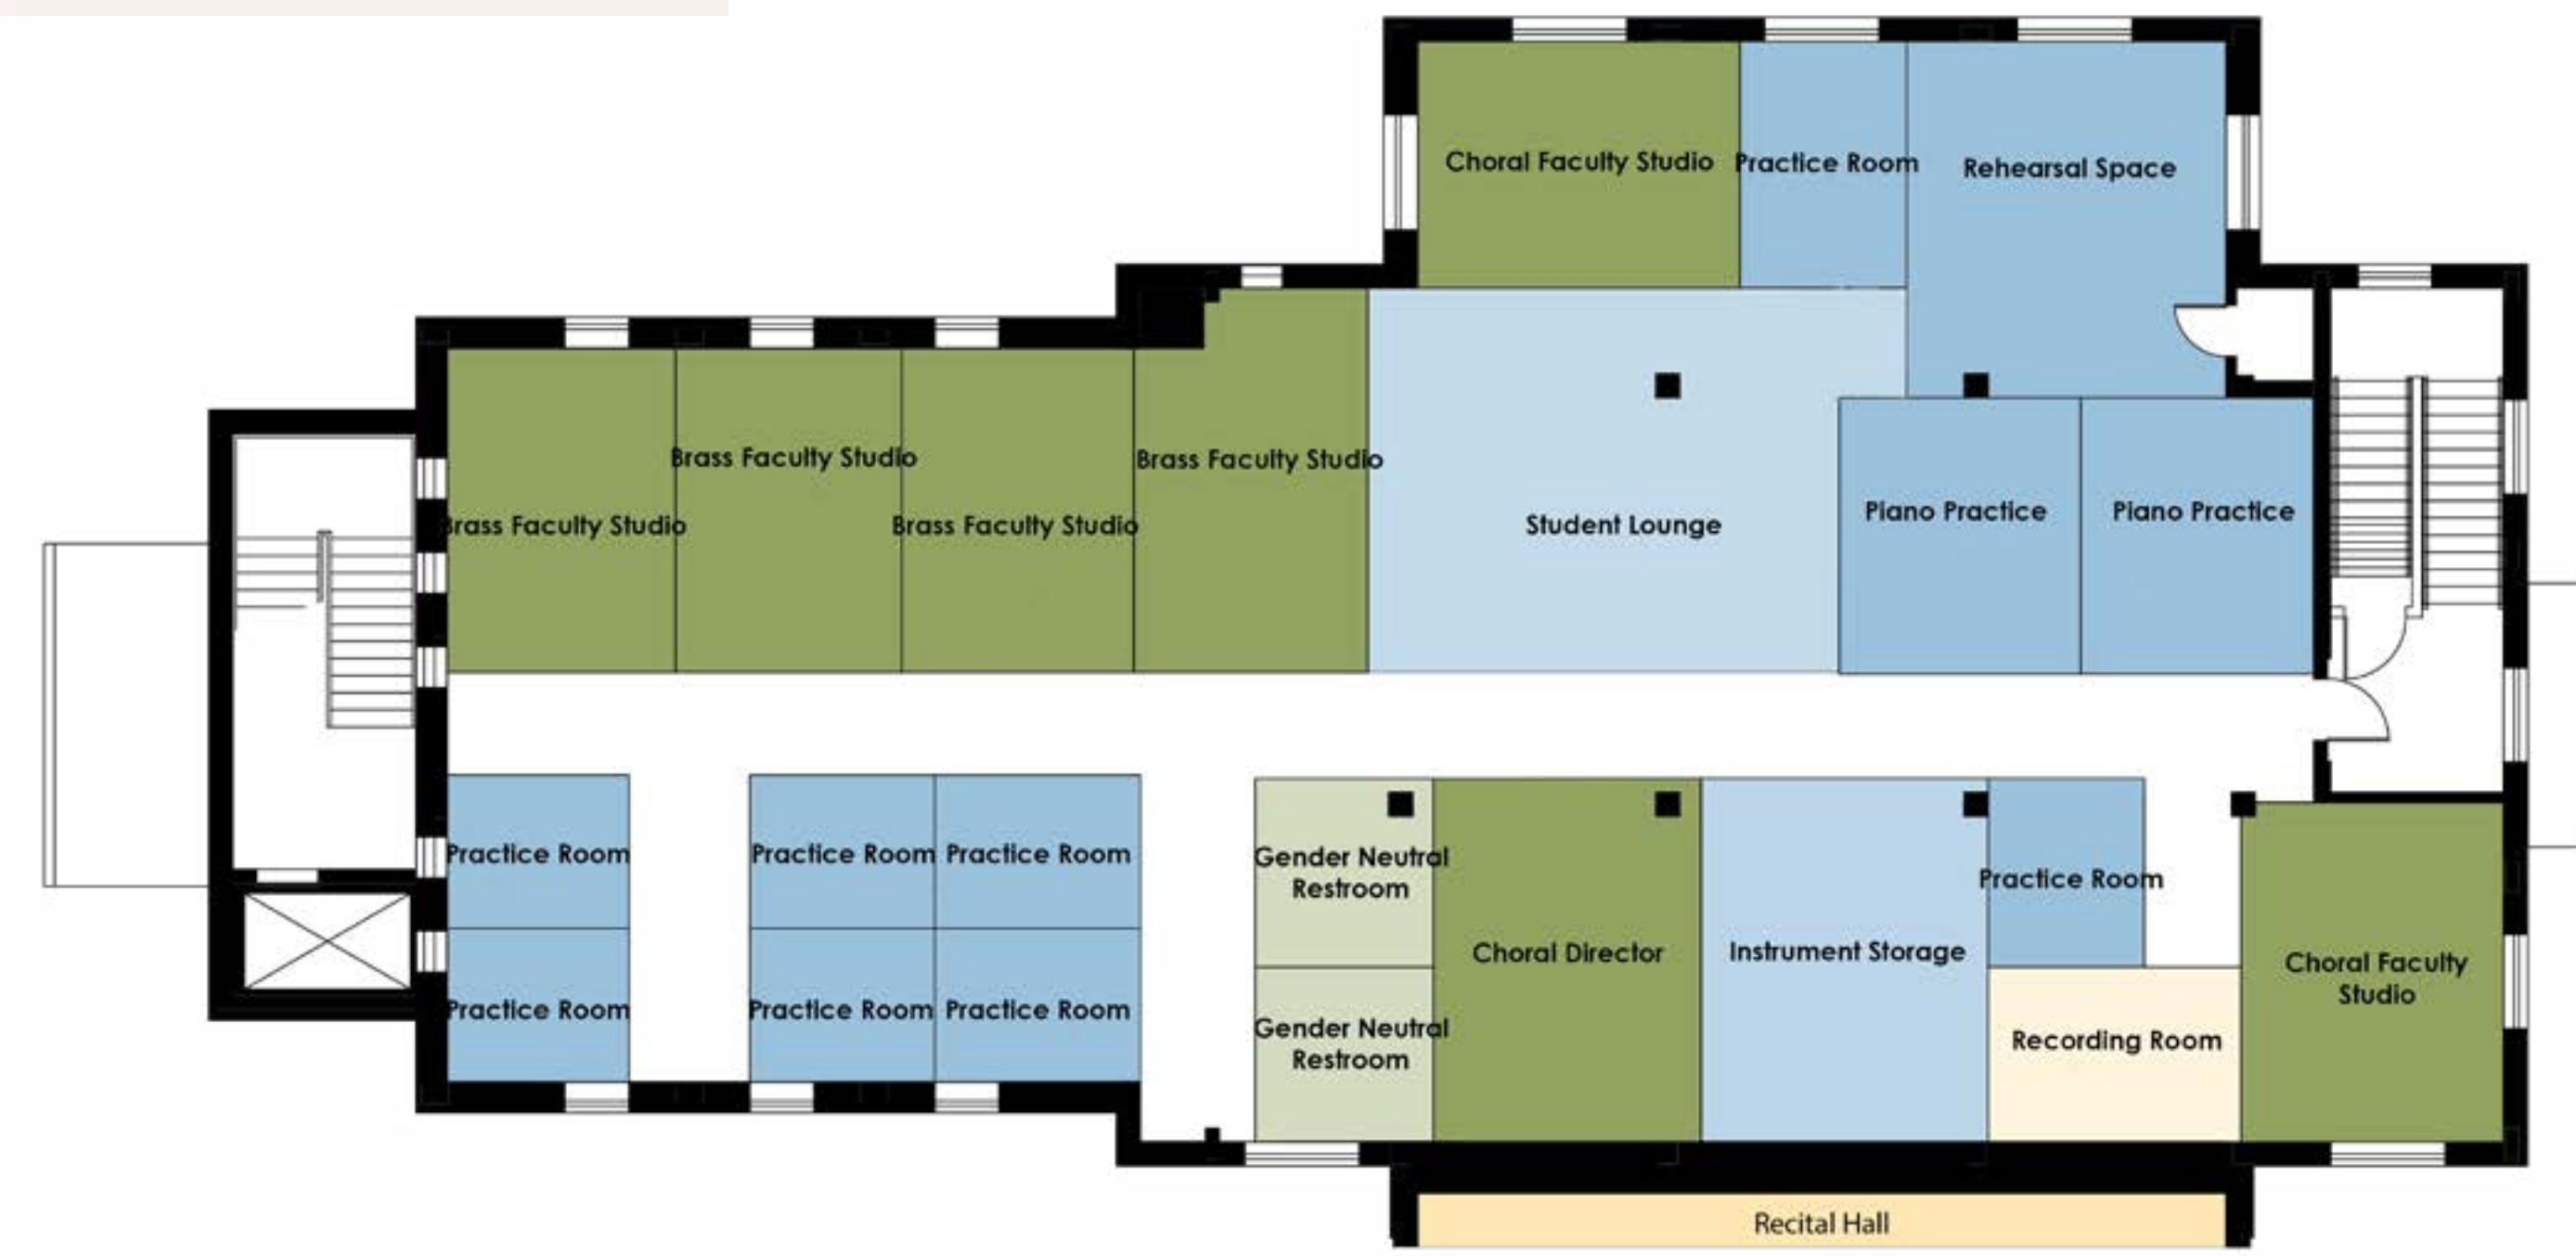 Choral Faculty Studio
Practice Room
Rehearsal Space
Brass Faculty Studio
Brass Faculty Studio
Brass Faculty Studio
Brass Faculty Studio
Student Lounge
Piano Practice
Piano Practice
Practice Room
Practice Room
Practice Room
Gender Neutral
Restroom
Choral Director
Instrument Storage
Practice Room
Choral Faculty
Studio
Practice Room
Practice Room
Practice Room
Gender Neutral
Restroom
Recording Room
Recital Hall